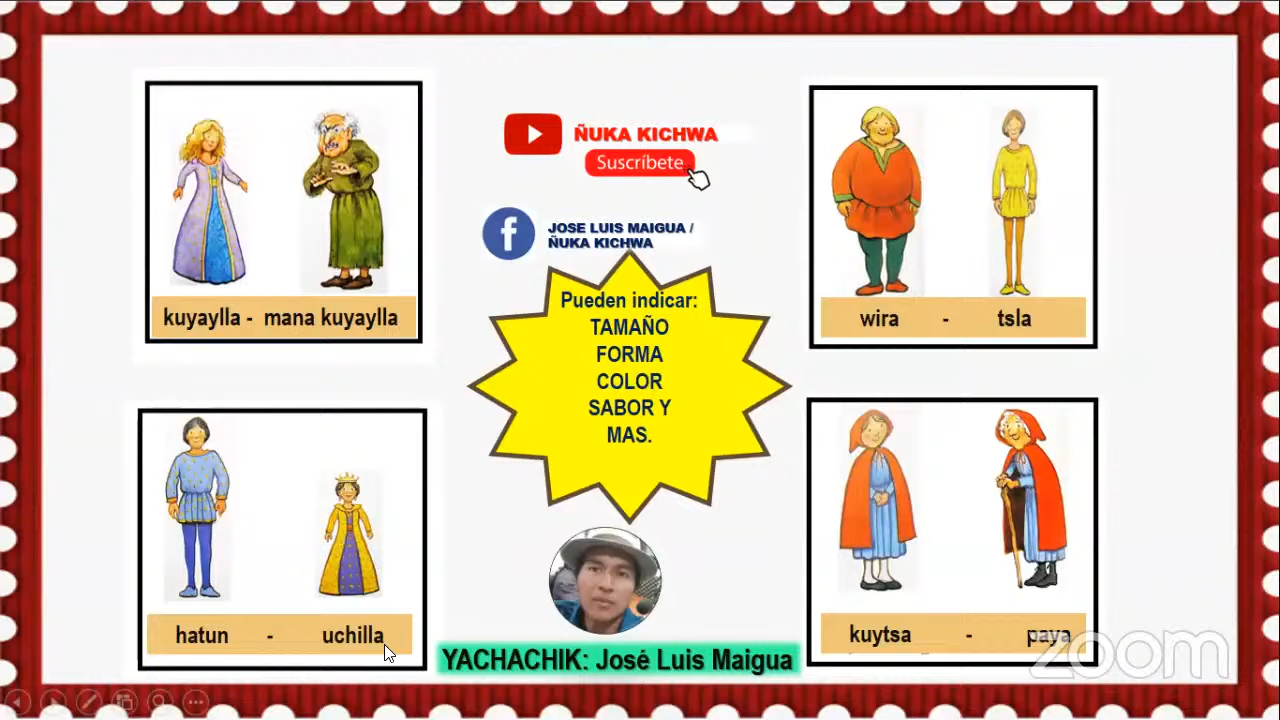 kuyaylla - mana kuyaylla
ÑUKA KICHWA
Suscríbete
JOSE LUIS MAIGUA /
ÑUKA KICHWA
wira - tsla
Pueden indicar:
TAMAÑO
FORMA
COLOR
SABOR Y
MAS.
hatun - uchilla
kuytsa - paya
YACHACHIK: José Luis Maigua
zoom